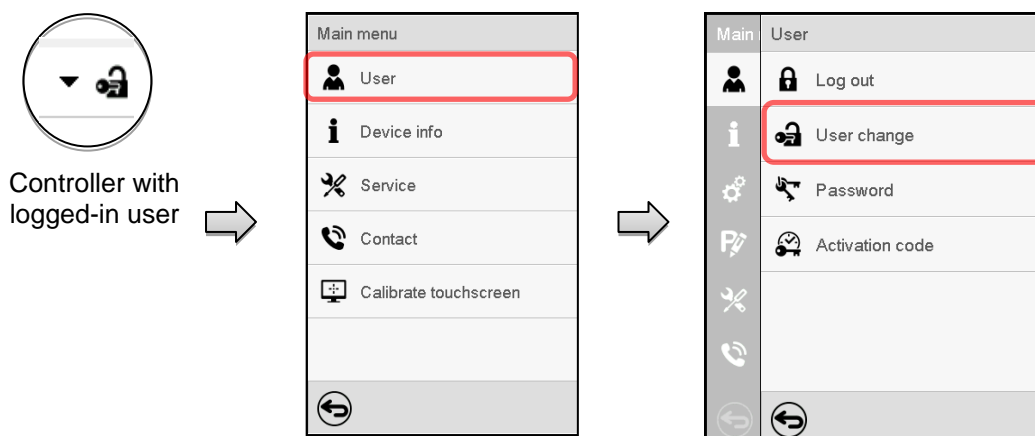 Controller with
logged-in user
Main menu
User
Device info
Service
Contact
Calibrate touchscreen
Main
User
Log out
User change
Password
Activation code